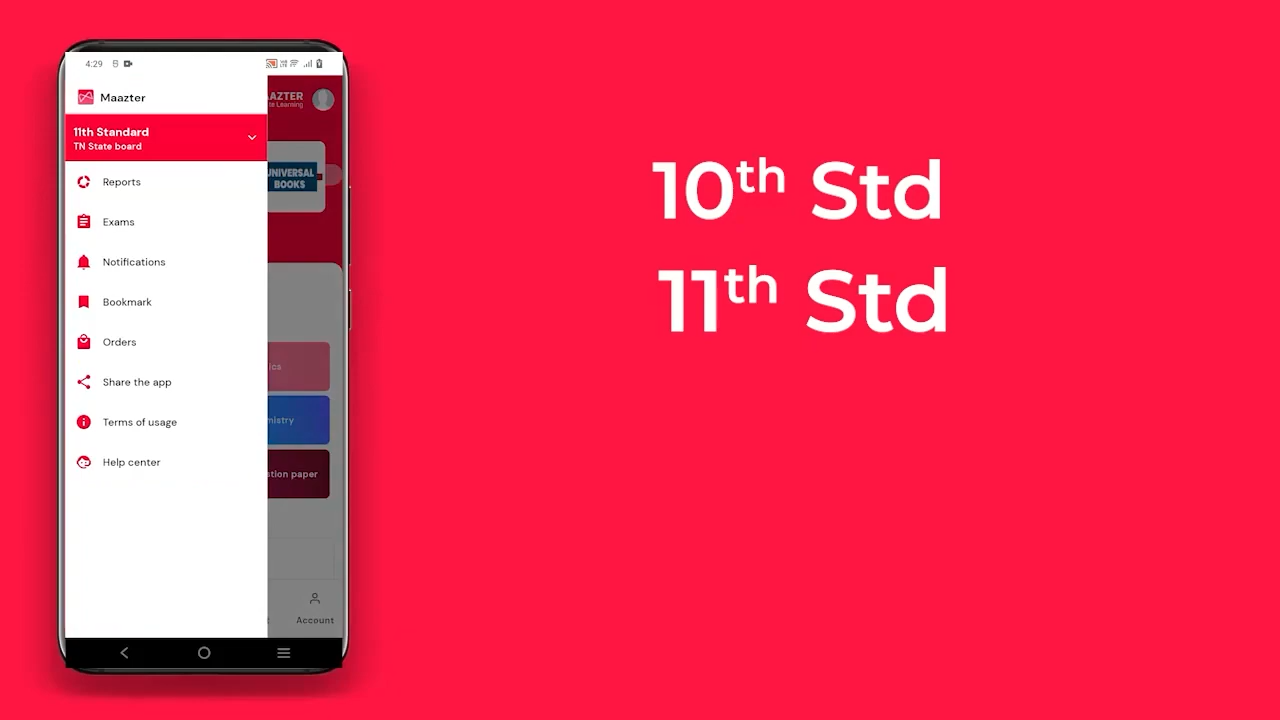 4:29
Maazter
11th Standard
TN State board
Reports
Exams
Notifications
Bookmark
Orders
Share the app
Terms of usage
Help center
UNIVERSAL
BOOKS
Account
10th Std
11th Std